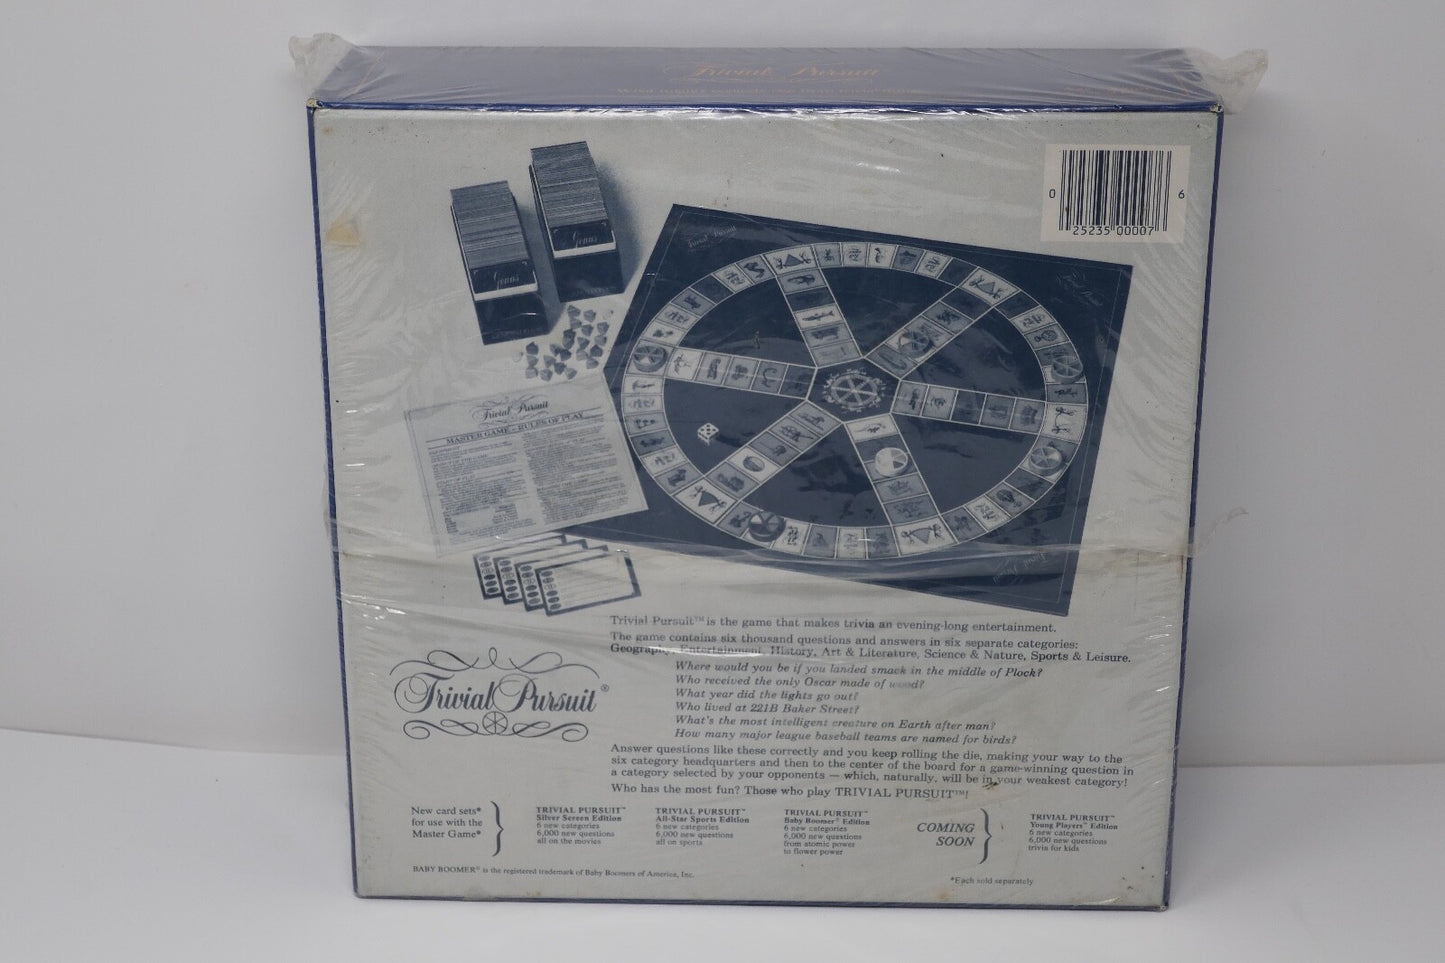 Trivial Pursuit
0 25235 00007 6
Genus
Genus
Trivial Pursuit
Trivial Pursuit
MASTER GAME - RULES OF PLAY
Trivial Pursuit™ is the game that makes trivia an evening-long entertainment.
The game contains six thousand questions and answers in six separate categories:
Geography, Entertainment, History, Art & Literature, Science & Nature, Sports & Leisure.
Where would you be if you landed smack in the middle of Plock?
Who received the only Oscar made of wood?
What year did the lights go out?
Who lived at 221B Baker Street?
What's the most intelligent creature on Earth after man?
How many major league baseball teams are named for birds?
Trivial Pursuit®
Answer questions like these correctly and you keep rolling the die, making your way to the
six category headquarters and then to the center of the board for a game-winning question in
a category selected by your opponents — which, naturally, will be in your weakest category!
Who has the most fun? Those who play TRIVIAL PURSUIT™!
New card sets*
for use with the
Master Game*
TRIVIAL PURSUIT™
Silver Screen Edition
6 new categories
6,000 new questions
all on the movies
TRIVIAL PURSUIT™
All-Star Sports Edition
6 new categories
6,000 new questions
all on sports
TRIVIAL PURSUIT™
Baby Boomer® Edition
6 new categories
6,000 new questions
from atomic power
to flower power
COMING
SOON
TRIVIAL PURSUIT™
Young Players™ Edition
6 new categories
6,000 new questions
trivia for kids
BABY BOOMER® is the registered trademark of Baby Boomers of America, Inc.
*Each sold separately